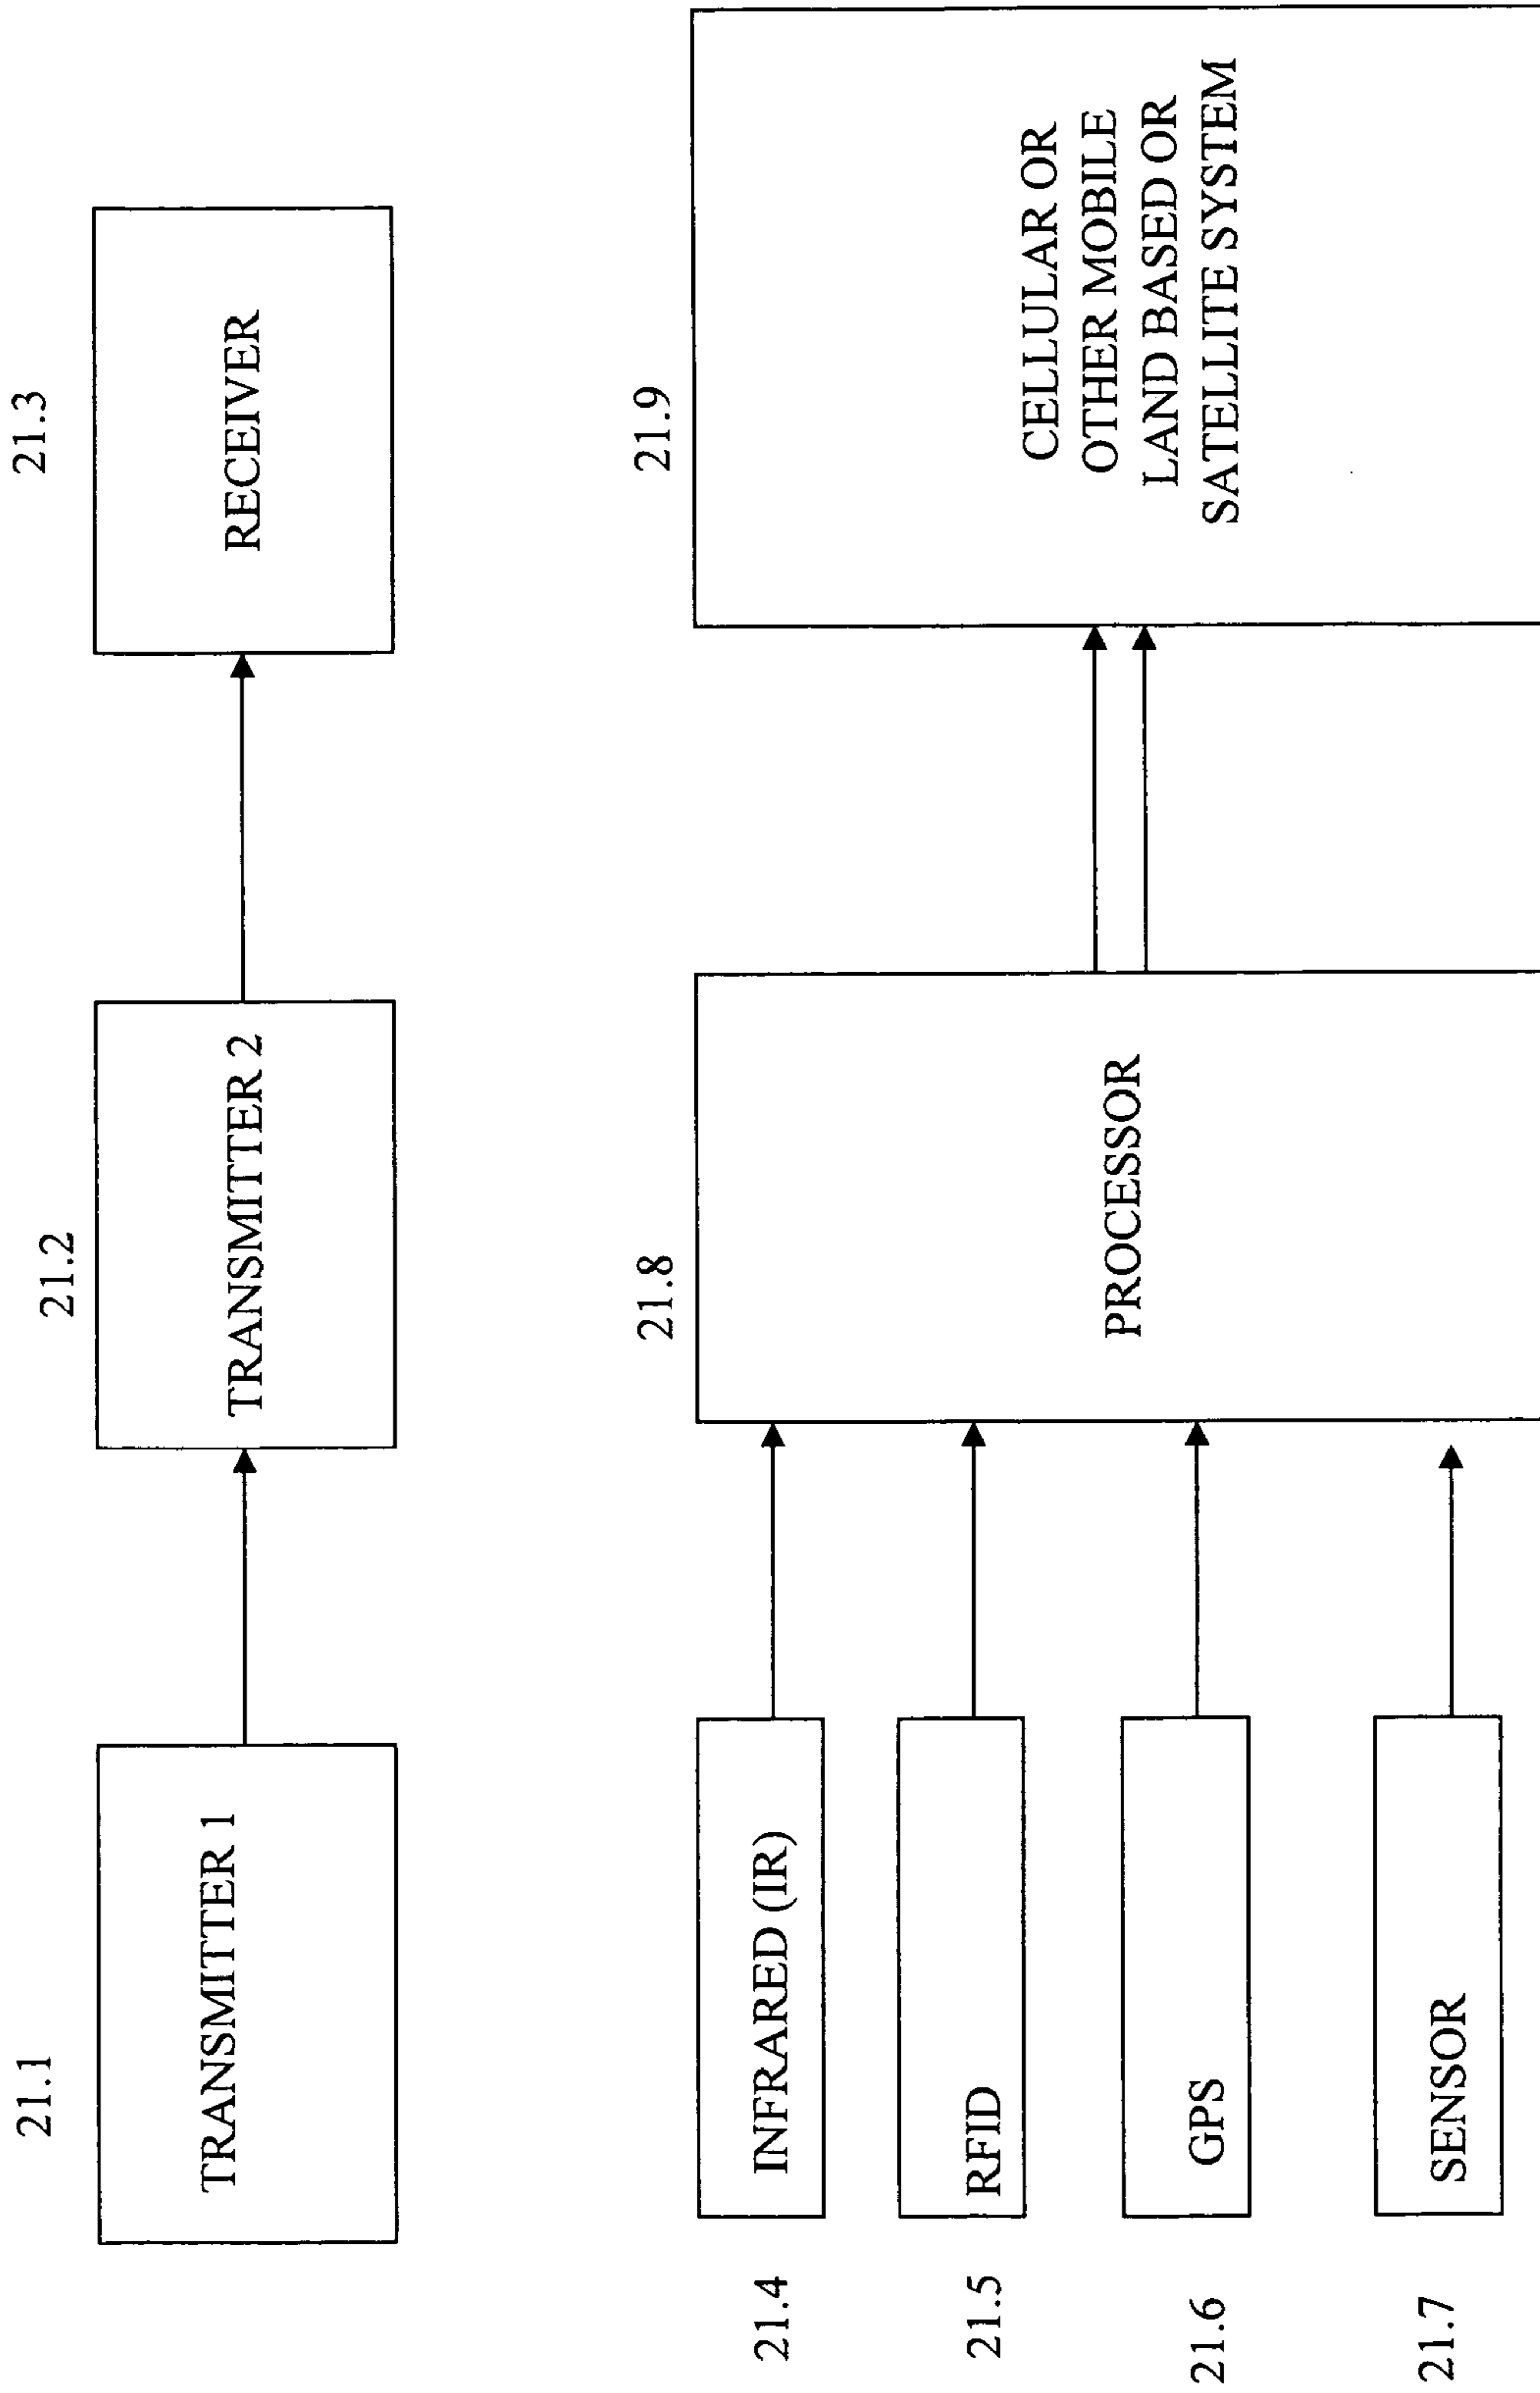 21.1
TRANSMITTER 1
21.2
TRANSMITTER 2
21.3
RECEIVER
21.4
INFRARED (IR)
21.5
RFID
21.6
GPS
21.7
SENSOR
21.8
PROCESSOR
21.9
CELLULAR OR
OTHER MOBILE
LAND BASED OR
SATELLITE SYSTEM